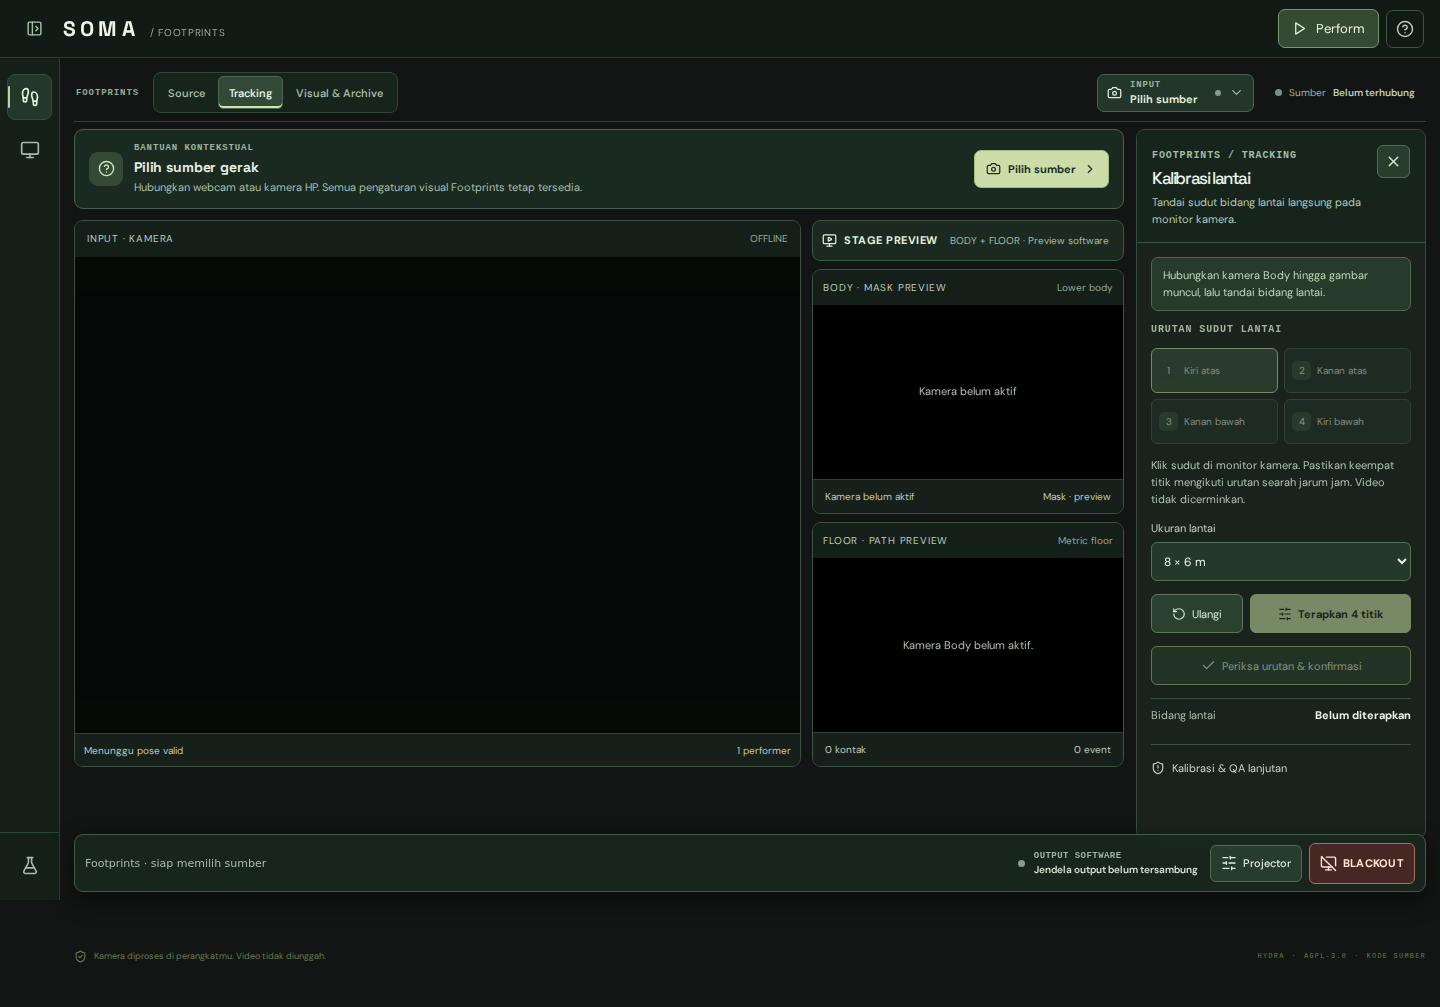 SOMA / FOOTPRINTS
Perform
FOOTPRINTS
Source
Tracking
Visual & Archive
INPUT
Pilih sumber
Sumber Belum terhubung
BANTUAN KONTEKSTUAL
Pilih sumber gerak
Hubungkan webcam atau kamera HP. Semua pengaturan visual Footprints tetap tersedia.
Pilih sumber
INPUT · KAMERA
OFFLINE
Menunggu pose valid
1 performer
STAGE PREVIEW
BODY + FLOOR · Preview software
BODY · MASK PREVIEW
Lower body
Kamera belum aktif
Kamera belum aktif
Mask · preview
FLOOR · PATH PREVIEW
Metric floor
Kamera Body belum aktif.
0 kontak
0 event
FOOTPRINTS / TRACKING
Kalibrasi lantai
Tandai sudut bidang lantai langsung pada
monitor kamera.
Hubungkan kamera Body hingga gambar
muncul, lalu tandai bidang lantai.
URUTAN SUDUT LANTAI
1 Kiri atas
2 Kanan atas
3 Kanan bawah
4 Kiri bawah
Klik sudut di monitor kamera. Pastikan keempat
titik mengikuti urutan searah jarum jam. Video
tidak dicerminkan.
Ukuran lantai
8 × 6 m
Ulangi
Terapkan 4 titik
Periksa urutan & konfirmasi
Bidang lantai
Belum diterapkan
Kalibrasi & QA lanjutan
Footprints · siap memilih sumber
OUTPUT SOFTWARE
Jendela output belum tersambung
Projector
BLACKOUT
Kamera diproses di perangkatmu. Video tidak diunggah.
HYDRA · AGPL-3.0 · KODE SUMBER